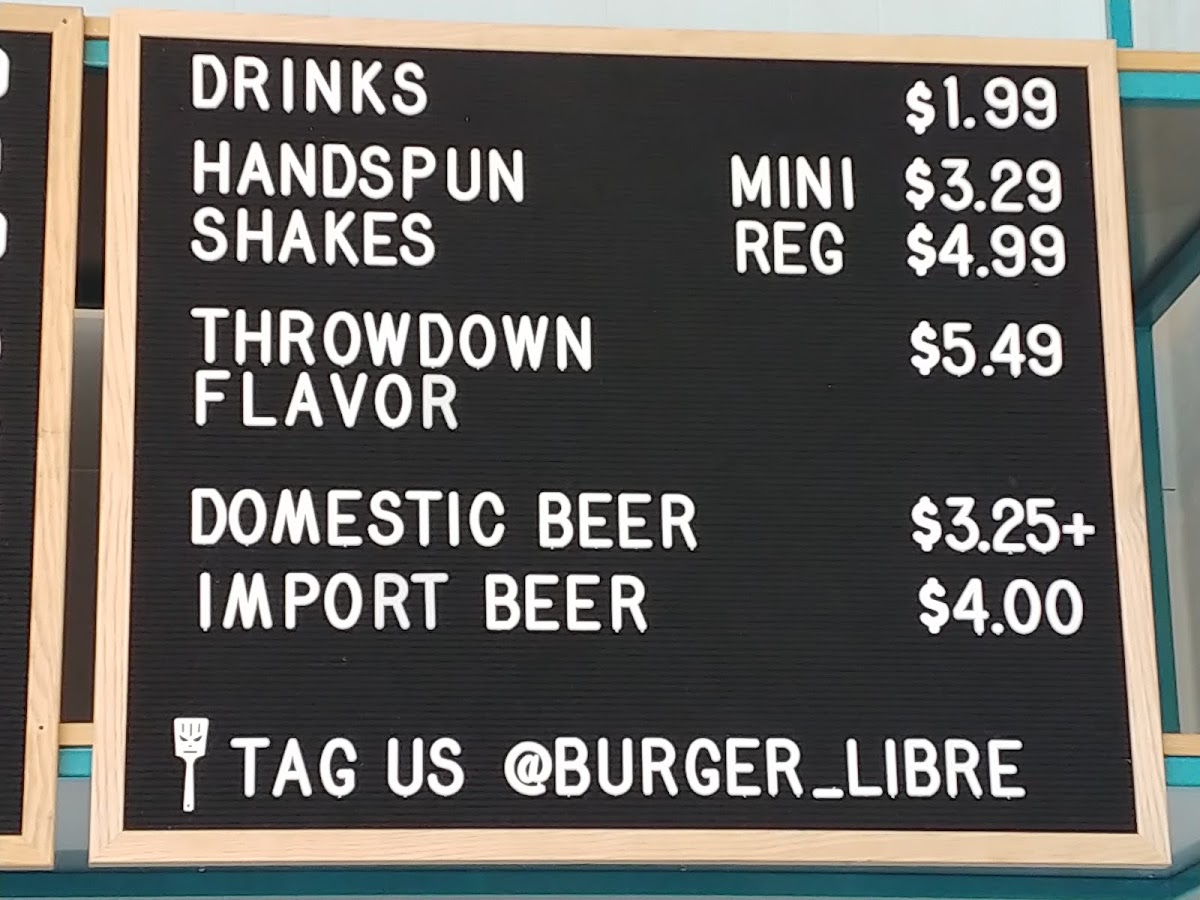 DRINKS $1.99
HANDSPUN MINI $3.29
SHAKES REG $4.99
THROWDOWN $5.49
FLAVOR
DOMESTIC BEER $3.25+
IMPORT BEER $4.00
TAG US @BURGER_LIBRE